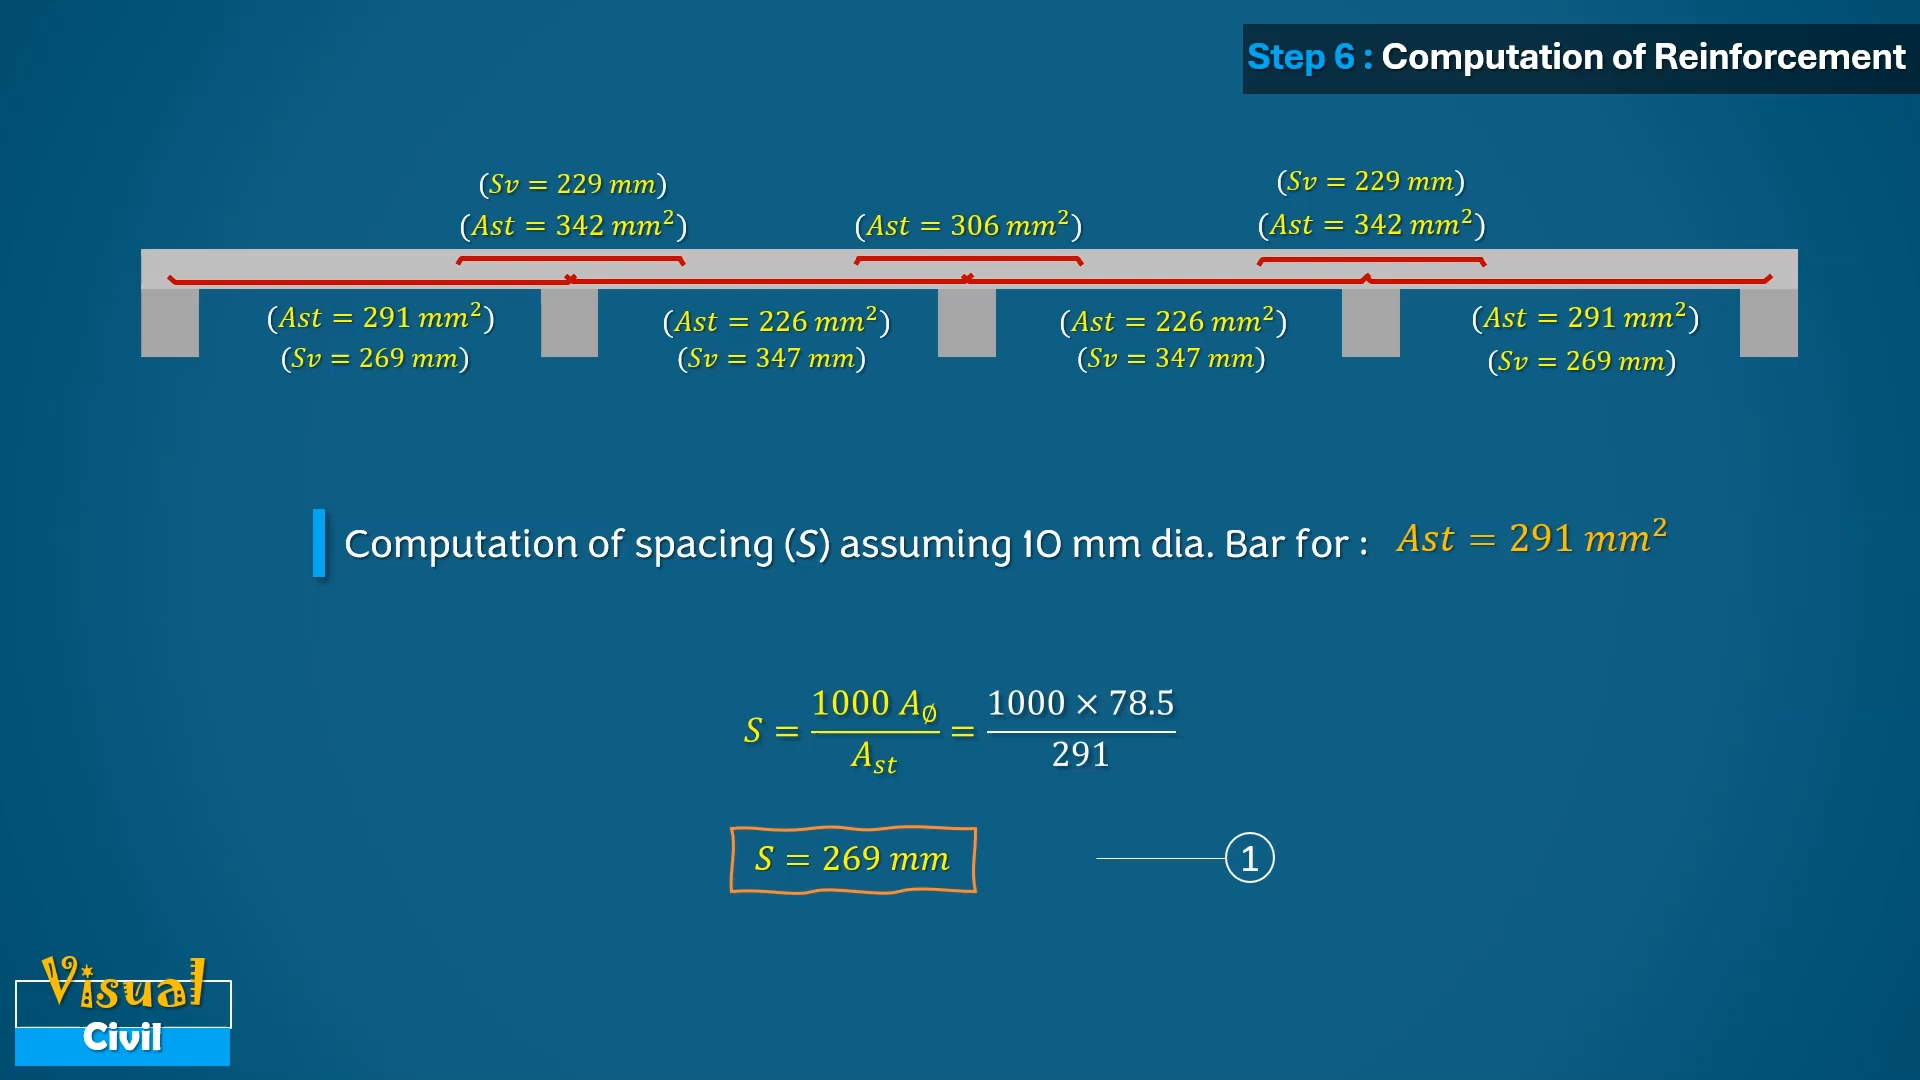 Step 6 : Computation of Reinforcement
(Sv = 229 mm)
(Sv = 229 mm)
(Ast = 342 mm²)
(Ast = 306 mm²)
(Ast = 342 mm²)
(Ast = 291 mm²)
(Ast = 226 mm²)
(Ast = 226 mm²)
(Ast = 291 mm²)
(Sv = 269 mm)
(Sv = 347 mm)
(Sv = 347 mm)
(Sv = 269 mm)
Computation of spacing (S) assuming 10 mm dia. Bar for : Ast = 291 mm²
S = 1000 A∅ / Ast = 1000 × 78.5 / 291
S = 269 mm
1
Visual
Civil